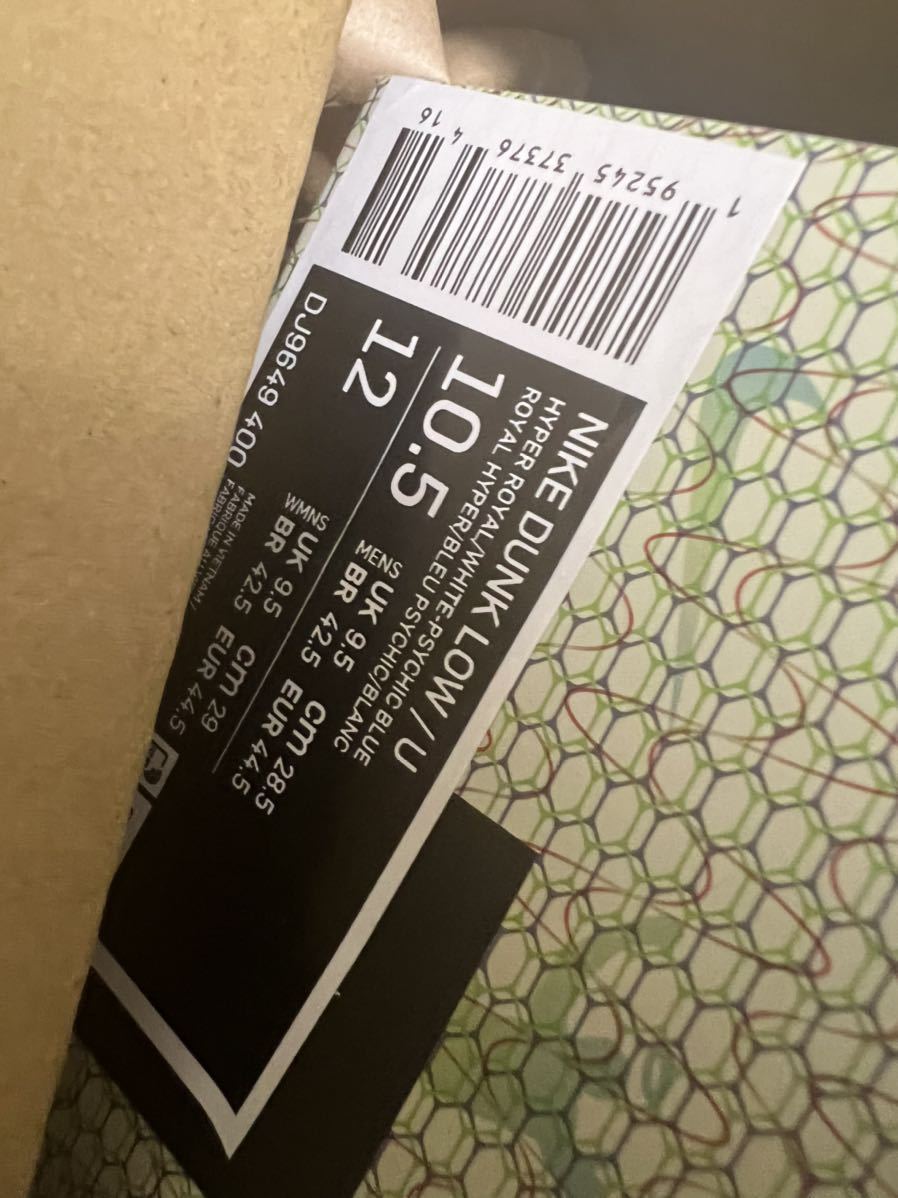 1 95245 37376 4 16
NIKE DUNK LOW / U
HYPER ROYAL/WHITE-PSYCHIC BLUE
ROYAL HYPER/BLEU PSYCHIC/BLANC
10.5
MENS
UK 9.5 cm 28.5
BR 42.5 EUR 44.5
12
WMNS
UK 9.5 cm 29
BR 42.5 EUR 44.5
DJ9649 400
MADE IN VIETNAM/
FABRIQUE AU